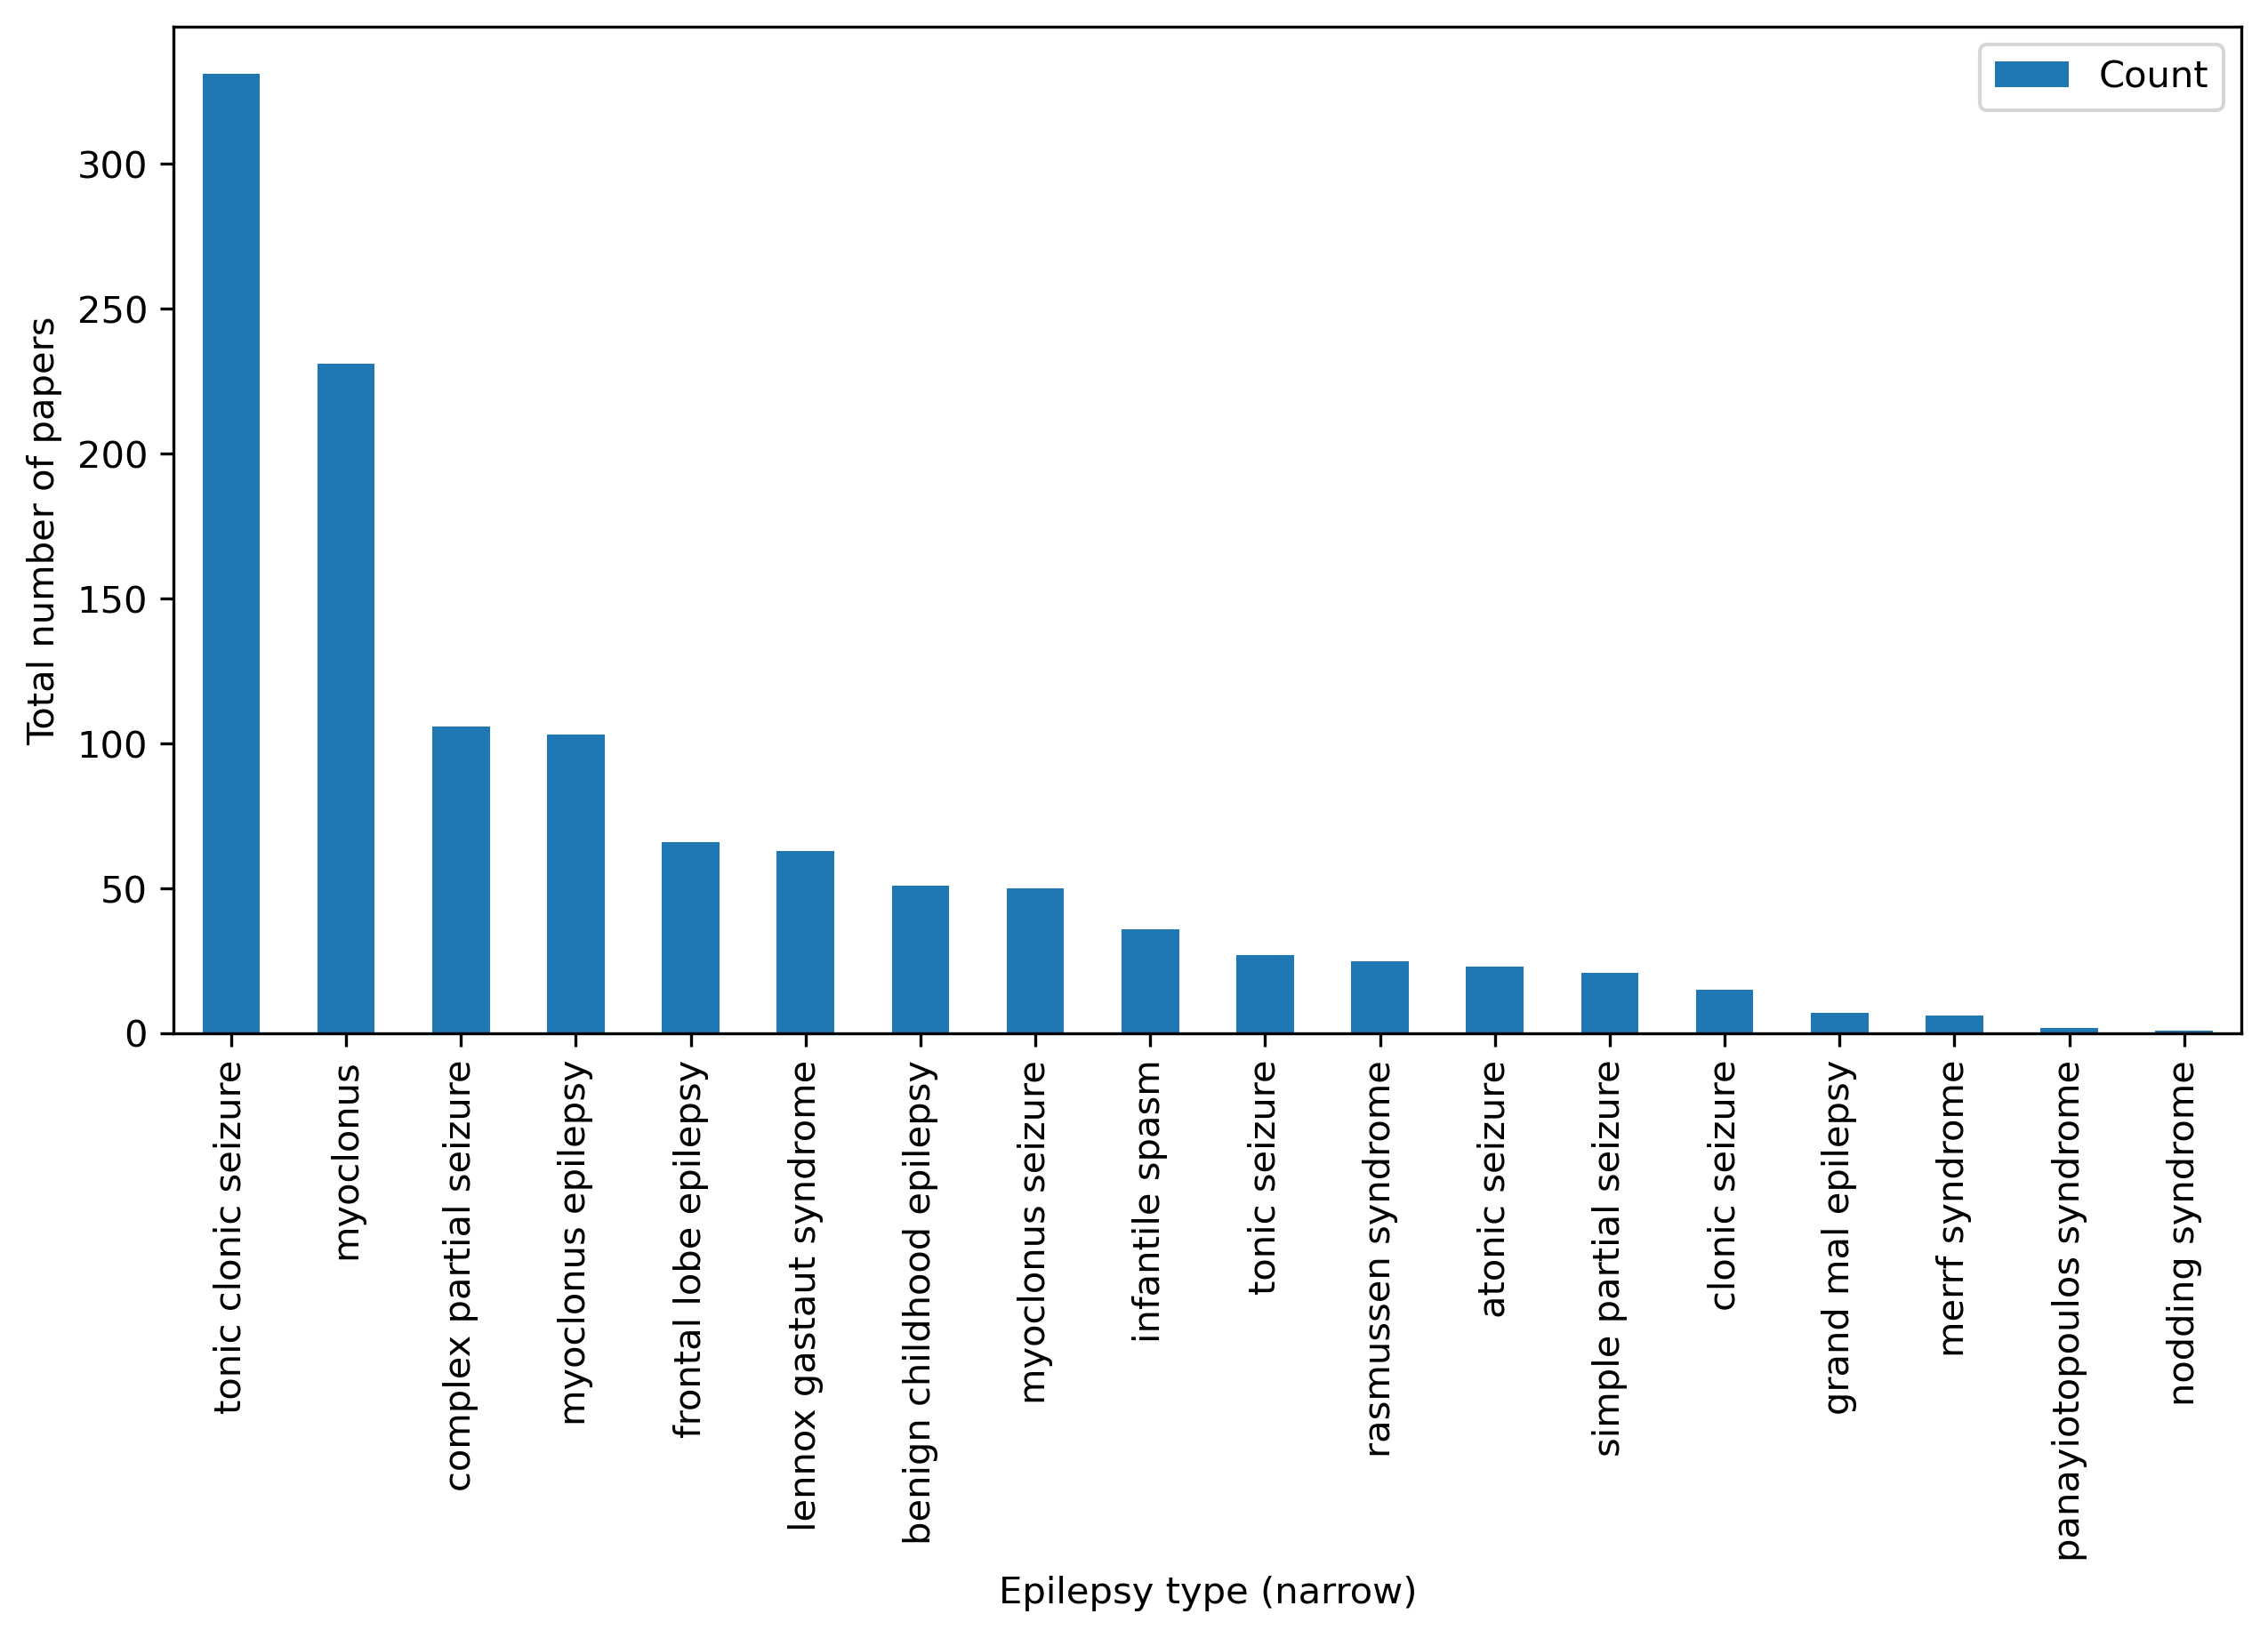 Count
Total number of papers
300
250
200
150
100
50
0
tonic clonic seizure
myoclonus
complex partial seizure
myoclonus epilepsy
frontal lobe epilepsy
lennox gastaut syndrome
benign childhood epilepsy
myoclonus seizure
infantile spasm
tonic seizure
rasmussen syndrome
atonic seizure
simple partial seizure
clonic seizure
grand mal epilepsy
merrf syndrome
panayiotopoulos syndrome
nodding syndrome
Epilepsy type (narrow)